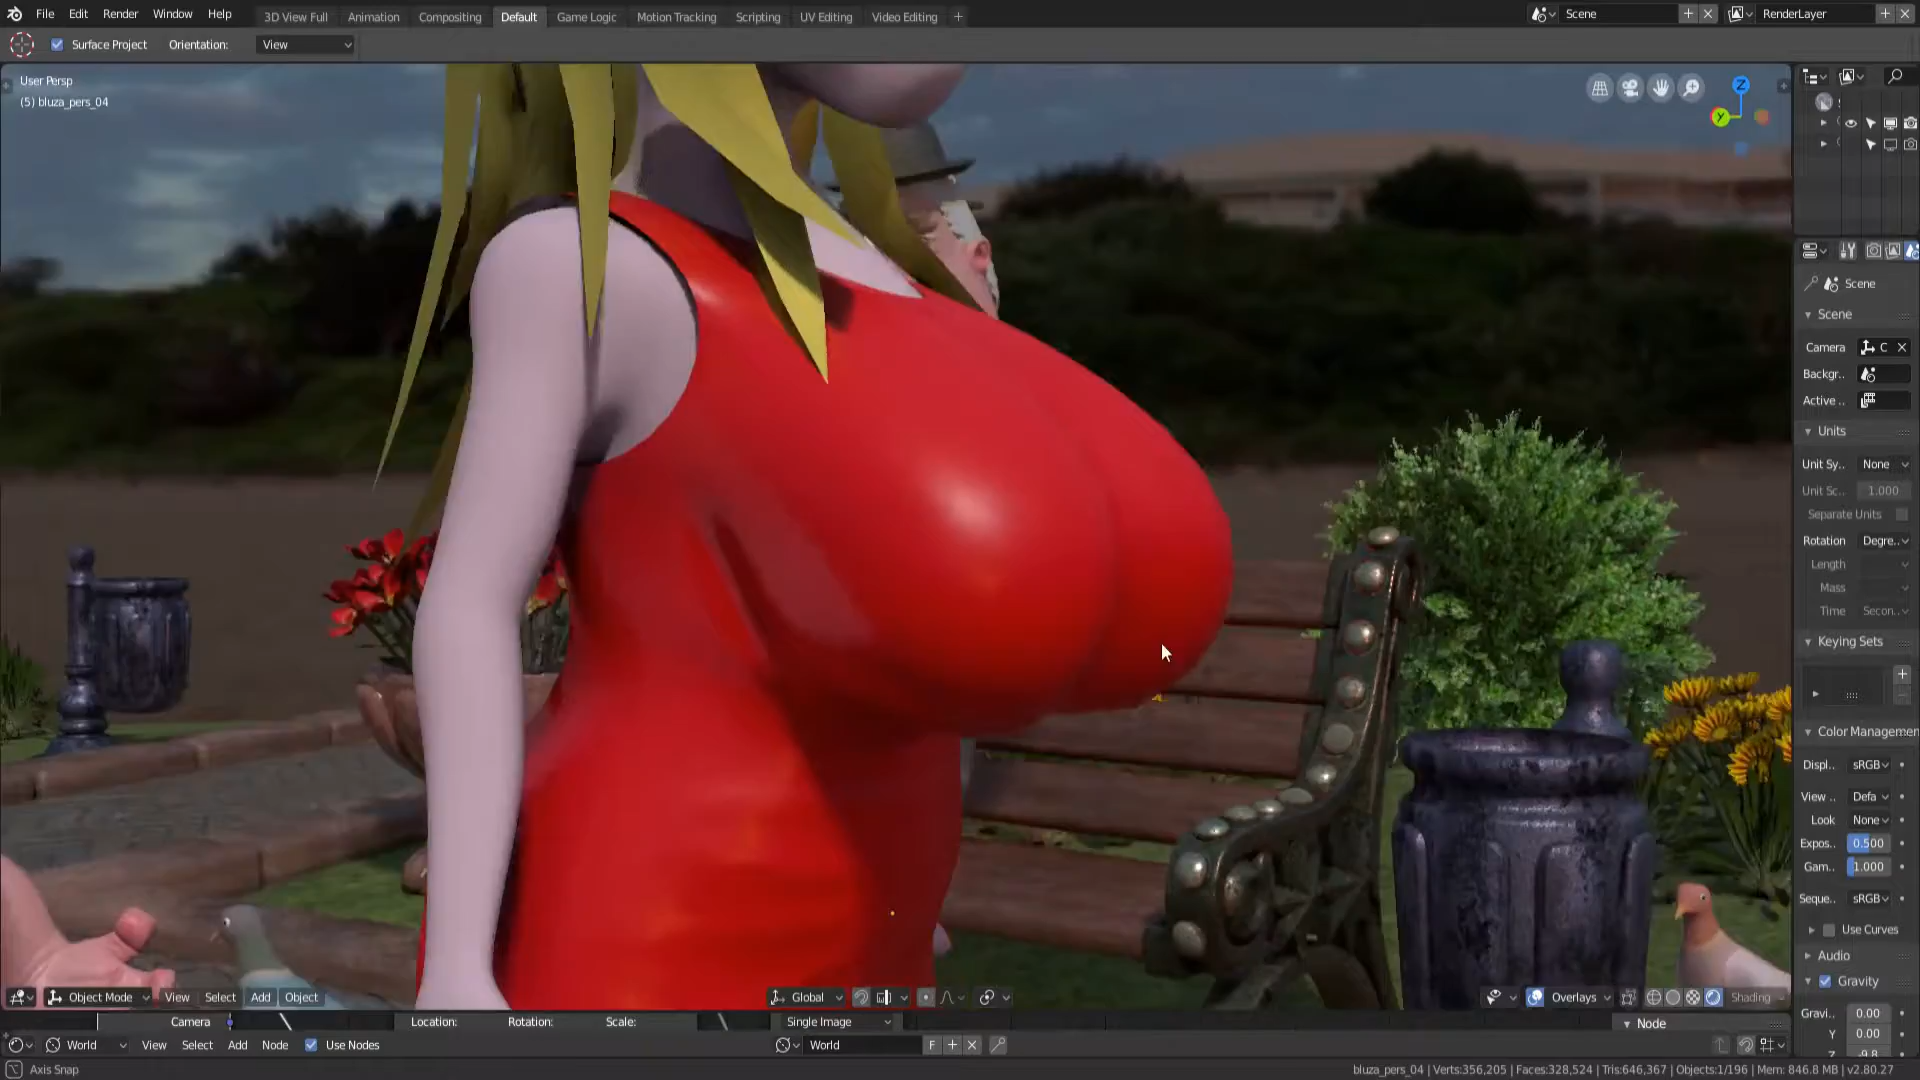 File Edit Render Window Help 3D View Full Animation Compositing Default Game Logic Motion Tracking Scripting UV Editing Video Editing + Scene RenderLayer
Surface Project Orientation: View
User Persp
(5) bluza_pers_04
Z
Y
Scene
Scene
Camera C
Backgr..
Active ..
Units
Unit Sy.. None
Unit Sc.. 1.000
Separate Units
Rotation Degre..
Length
Mass
Time Secon..
Keying Sets
Color Managemen
Displ.. sRGB
View .. Defa
Look None
Expos.. 0.500
Gam.. 1.000
Seque.. sRGB
Use Curves
Audio
Gravity
Gravi.. 0.00
Y 0.00
Z -9.8
Object Mode View Select Add Object Global Overlays Shading
Camera Location: Rotation: Scale: Single Image Node
World View Select Add Node Use Nodes World F
Axis Snap bluza_pers_04 | Verts:356,205 | Faces:328,524 | Tris:646,367 | Objects:1/196 | Mem: 846.8 MB | v2.80.27